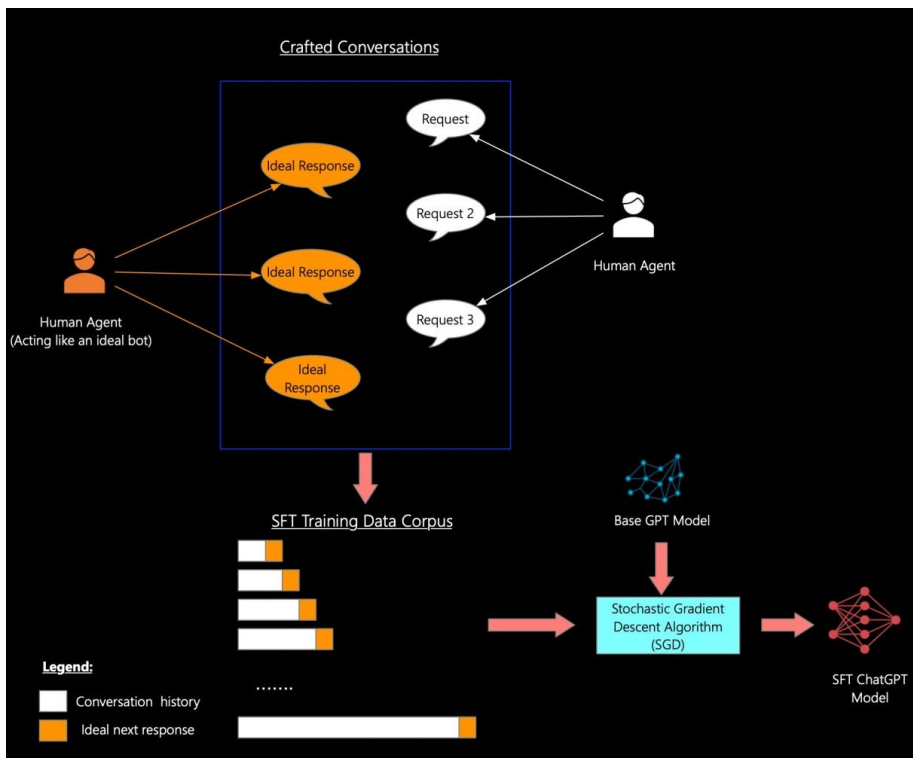 Crafted Conversations
Request
Ideal Response
Request 2
Ideal Response
Human Agent
Request 3
Human Agent
(Acting like an ideal bot)
Ideal
Response
SFT Training Data Corpus
Base GPT Model
Stochastic Gradient
Descent Algorithm
(SGD)
SFT ChatGPT
Model
Legend:
Conversation history
Ideal next response
.......